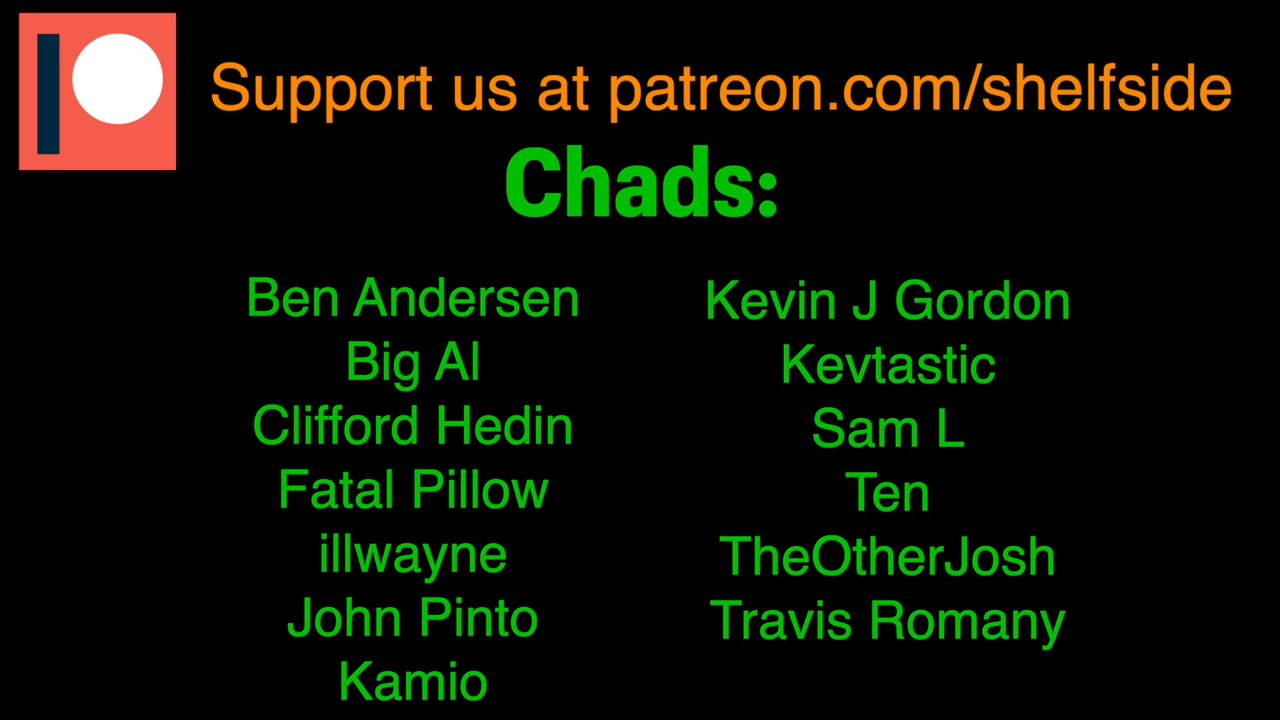 Support us at patreon.com/shelfside
Chads:
Ben Andersen
Big Al
Clifford Hedin
Fatal Pillow
illwayne
John Pinto
Kamio
Kevin J Gordon
Kevtastic
Sam L
Ten
TheOtherJosh
Travis Romany